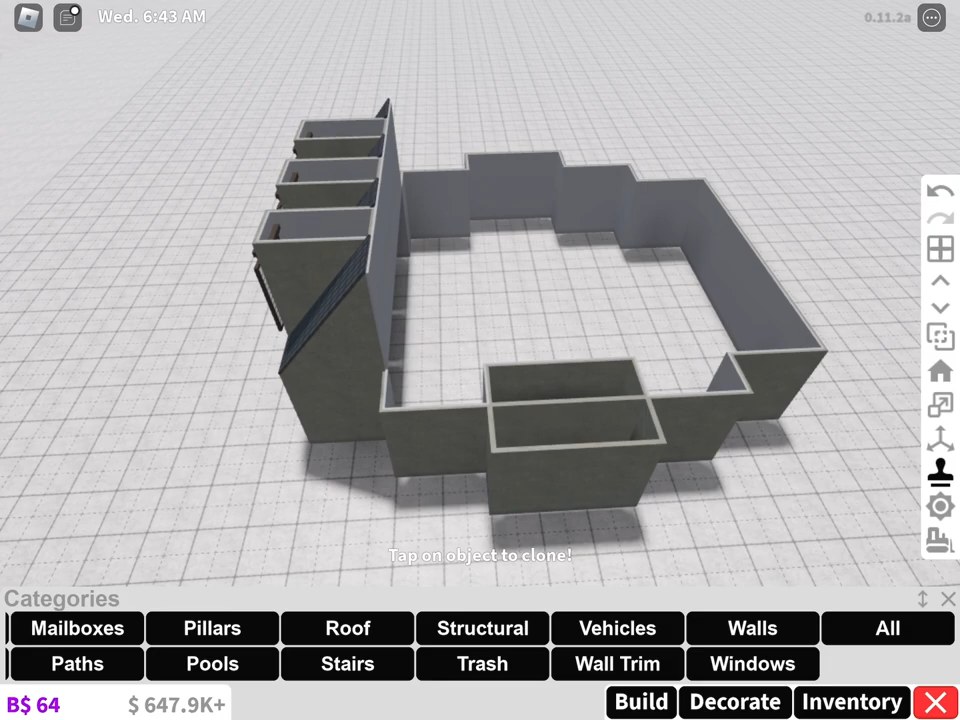 Wed. 6:43 AM
0.11.2a
Tap on object to clone!
Categories
Mailboxes
Pillars
Roof
Structural
Vehicles
Walls
All
Paths
Pools
Stairs
Trash
Wall Trim
Windows
B$ 64
$ 647.9K+
Build
Decorate
Inventory